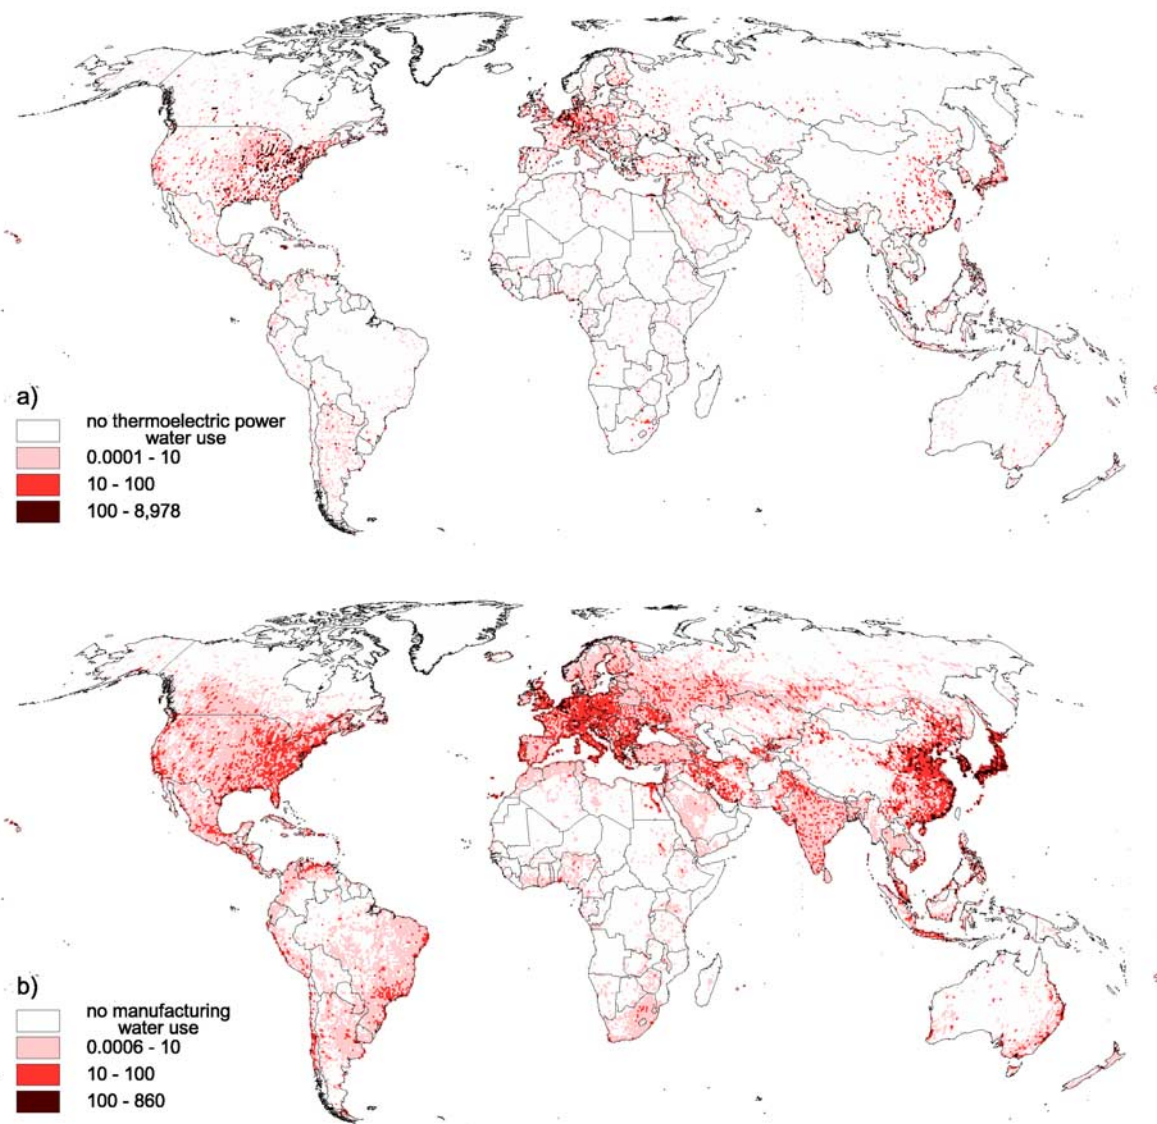 a)
no thermoelectric power
water use
0.0001 - 10
10 - 100
100 - 8,978
b)
no manufacturing
water use
0.0006 - 10
10 - 100
100 - 860